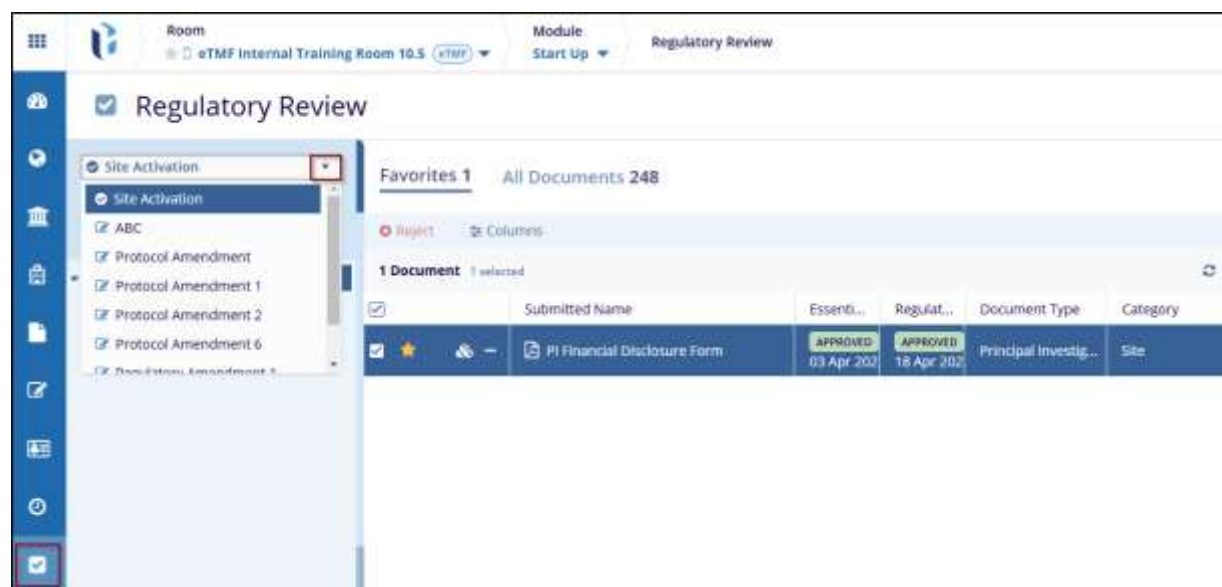 Room
eTMF Internal Training Room 10.5 eTMF
Module
Start Up
Regulatory Review
Regulatory Review
Site Activation
Site Activation
ABC
Protocol Amendment
Protocol Amendment 1
Protocol Amendment 2
Protocol Amendment 6
Favorites 1 All Documents 248
Reject Columns
1 Document 1 selected
Submitted Name Essenti... Regulat... Document Type Category
PI Financial Disclosure Form APPROVED APPROVED Principal Investig... Site
03 Apr 202 18 Apr 202